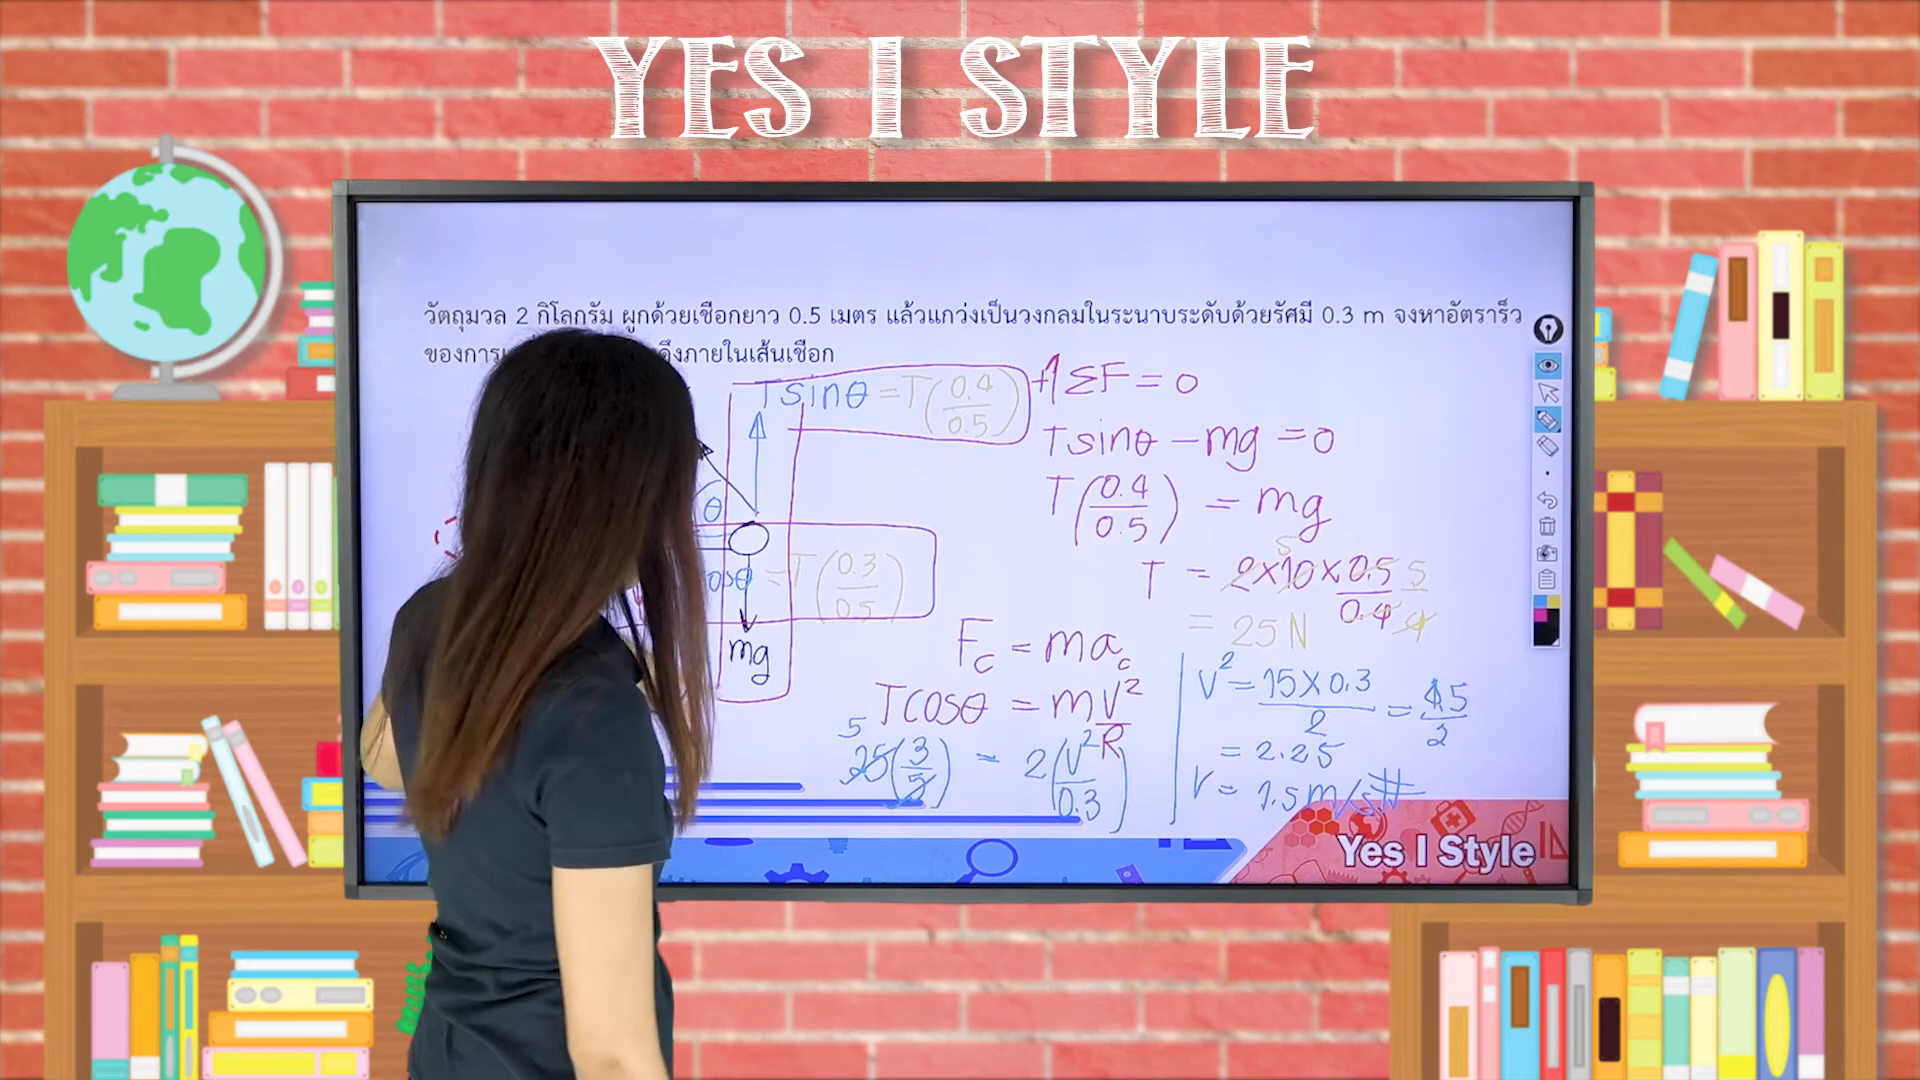 YES I STYLE
วัตถุมวล 2 กิโลกรัม ผูกด้วยเชือกยาว 0.5 เมตร แล้วแกว่งเป็นวงกลมในระนาบระดับด้วยรัศมี 0.3 m จงหาอัตราร็ว
ของการ ดึงภายในเส้นเชือก
Tsinθ = T(0.4/0.5)
+↑ΣF = 0
Tsinθ - mg = 0
T(0.4/0.5) = mg
θ
T = 2×10×0.5/0.4 5 5/4
= 25 N
osθ = T(0.3/0.5)
mg
Fc = mac
Tcosθ = mv²/R
5
25(3/5) = 2(v²/0.3)
v² = 15×0.3/2 = 4.5/2
= 2.25
v = 1.5 m/s #
Yes I Style